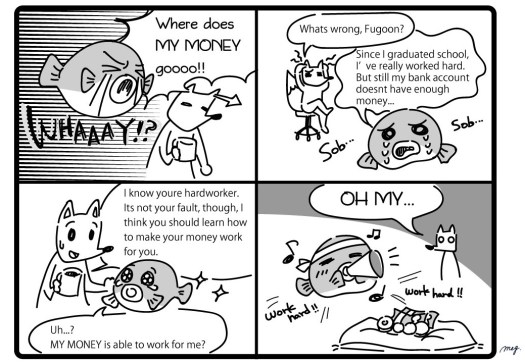 Where does
MY MONEY
goooo!!
WHAAAY!?
Whats wrong, Fugoon?
Since I graduated school,
I' ve really worked hard.
But still my bank account
doesnt have enough
money...
Sob...
Sob...
I know youre hardworker.
Its not your fault, though, I
think you should learn how
to make your money work
for you.
Uh...?
MY MONEY is able to work for me?
OH MY...
work
hard!!
work hard!!
meg.